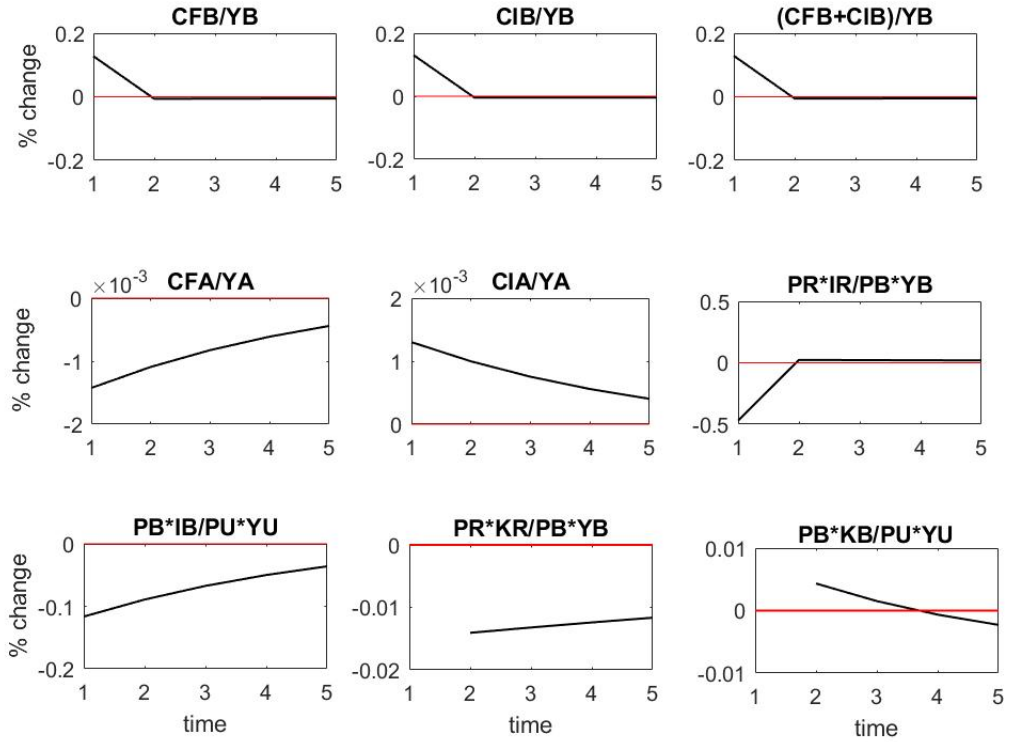 CFB/YB
CIB/YB
(CFB+CIB)/YB
% change
0.2
0
-0.2
1 2 3 4 5
0.2
0
-0.2
1 2 3 4 5
0.2
0
-0.2
1 2 3 4 5
×10⁻³
CFA/YA
×10⁻³
CIA/YA
PR*IR/PB*YB
% change
0
-1
-2
1 2 3 4 5
2
1
0
1 2 3 4 5
0.5
0
-0.5
1 2 3 4 5
PB*IB/PU*YU
PR*KR/PB*YB
PB*KB/PU*YU
% change
0
-0.1
-0.2
1 2 3 4 5
time
0
-0.01
-0.02
1 2 3 4 5
time
0.01
0
-0.01
1 2 3 4 5
time